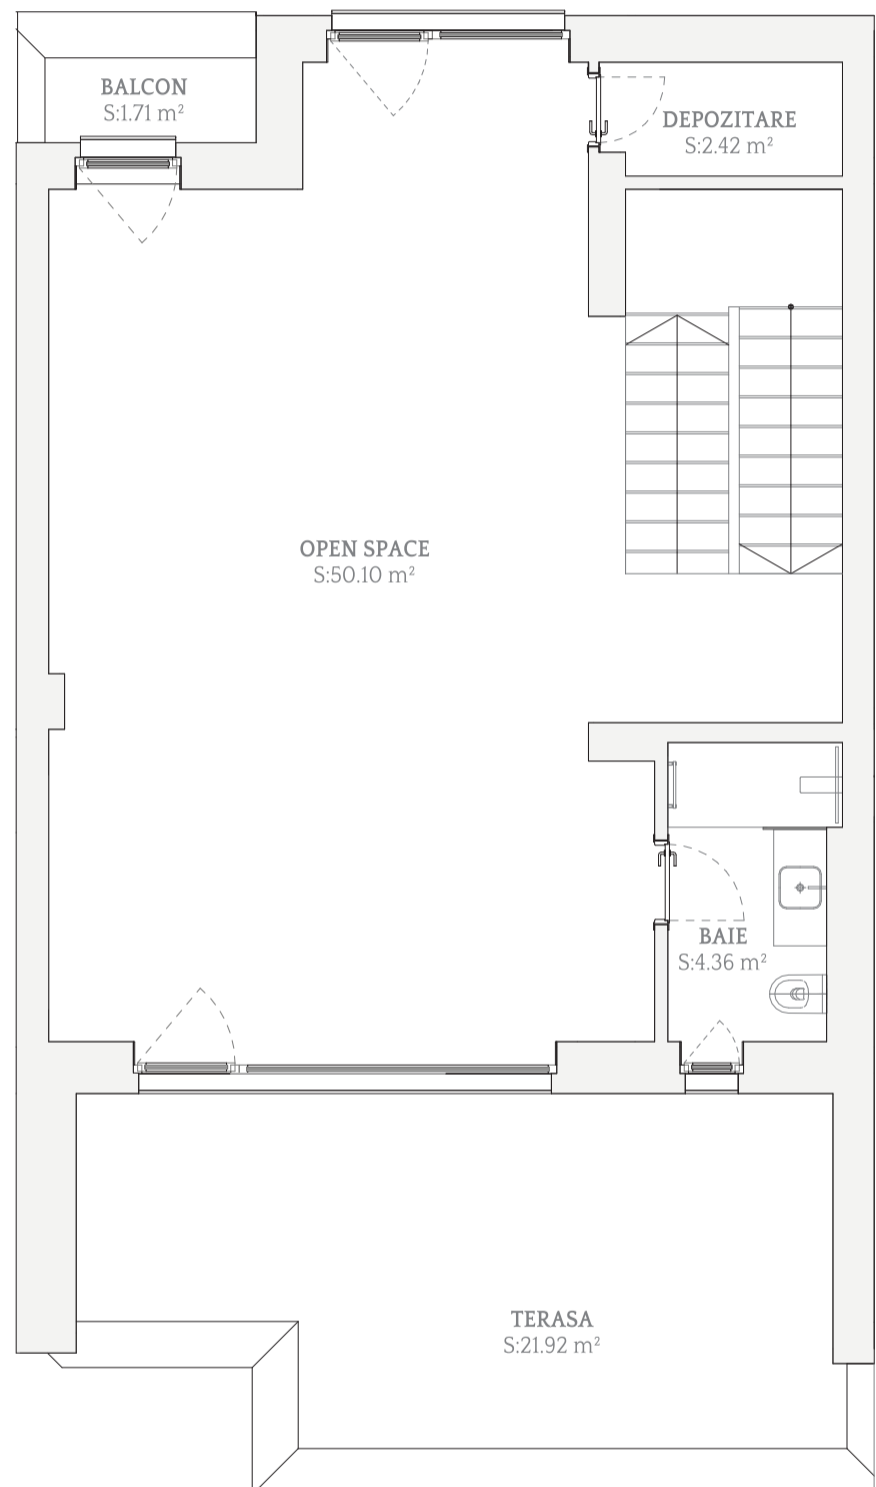 BALCON
S:1.71 m²
DEPOZITARE
S:2.42 m²
OPEN SPACE
S:50.10 m²
BAIE
S:4.36 m²
TERASA
S:21.92 m²